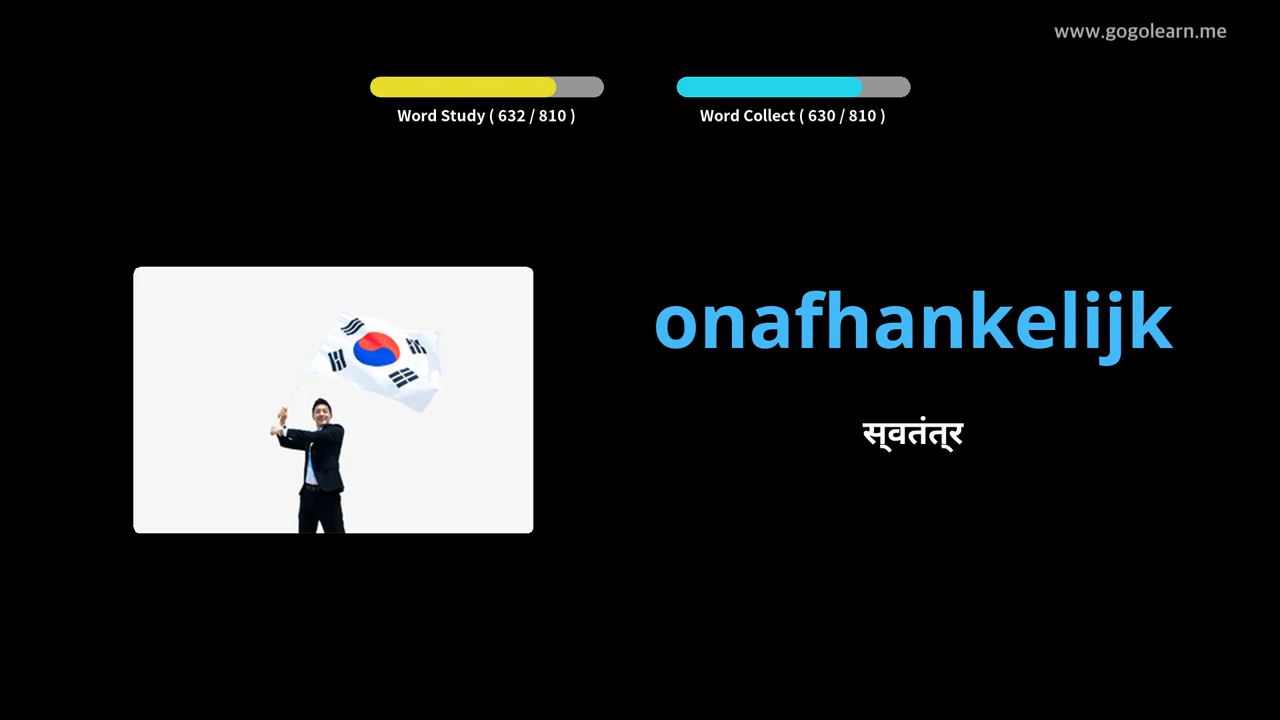 www.gogolearn.me
Word Study ( 632 / 810 )
Word Collect ( 630 / 810 )
onafhankelijk
स्वतंत्र